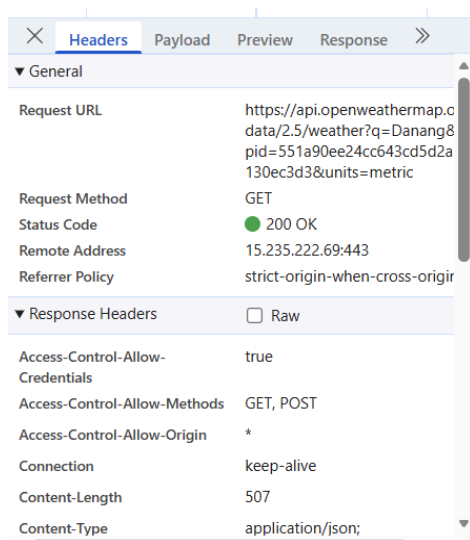 Headers Payload Preview Response
General
Request URL https://api.openweathermap.o
data/2.5/weather?q=Danang&
pid=551a90ee24cc643cd5d2a
130ec3d3&units=metric
Request Method GET
Status Code 200 OK
Remote Address 15.235.222.69:443
Referrer Policy strict-origin-when-cross-origin
Response Headers Raw
Access-Control-Allow- true
Credentials
Access-Control-Allow-Methods GET, POST
Access-Control-Allow-Origin *
Connection keep-alive
Content-Length 507
Content-Type application/json;